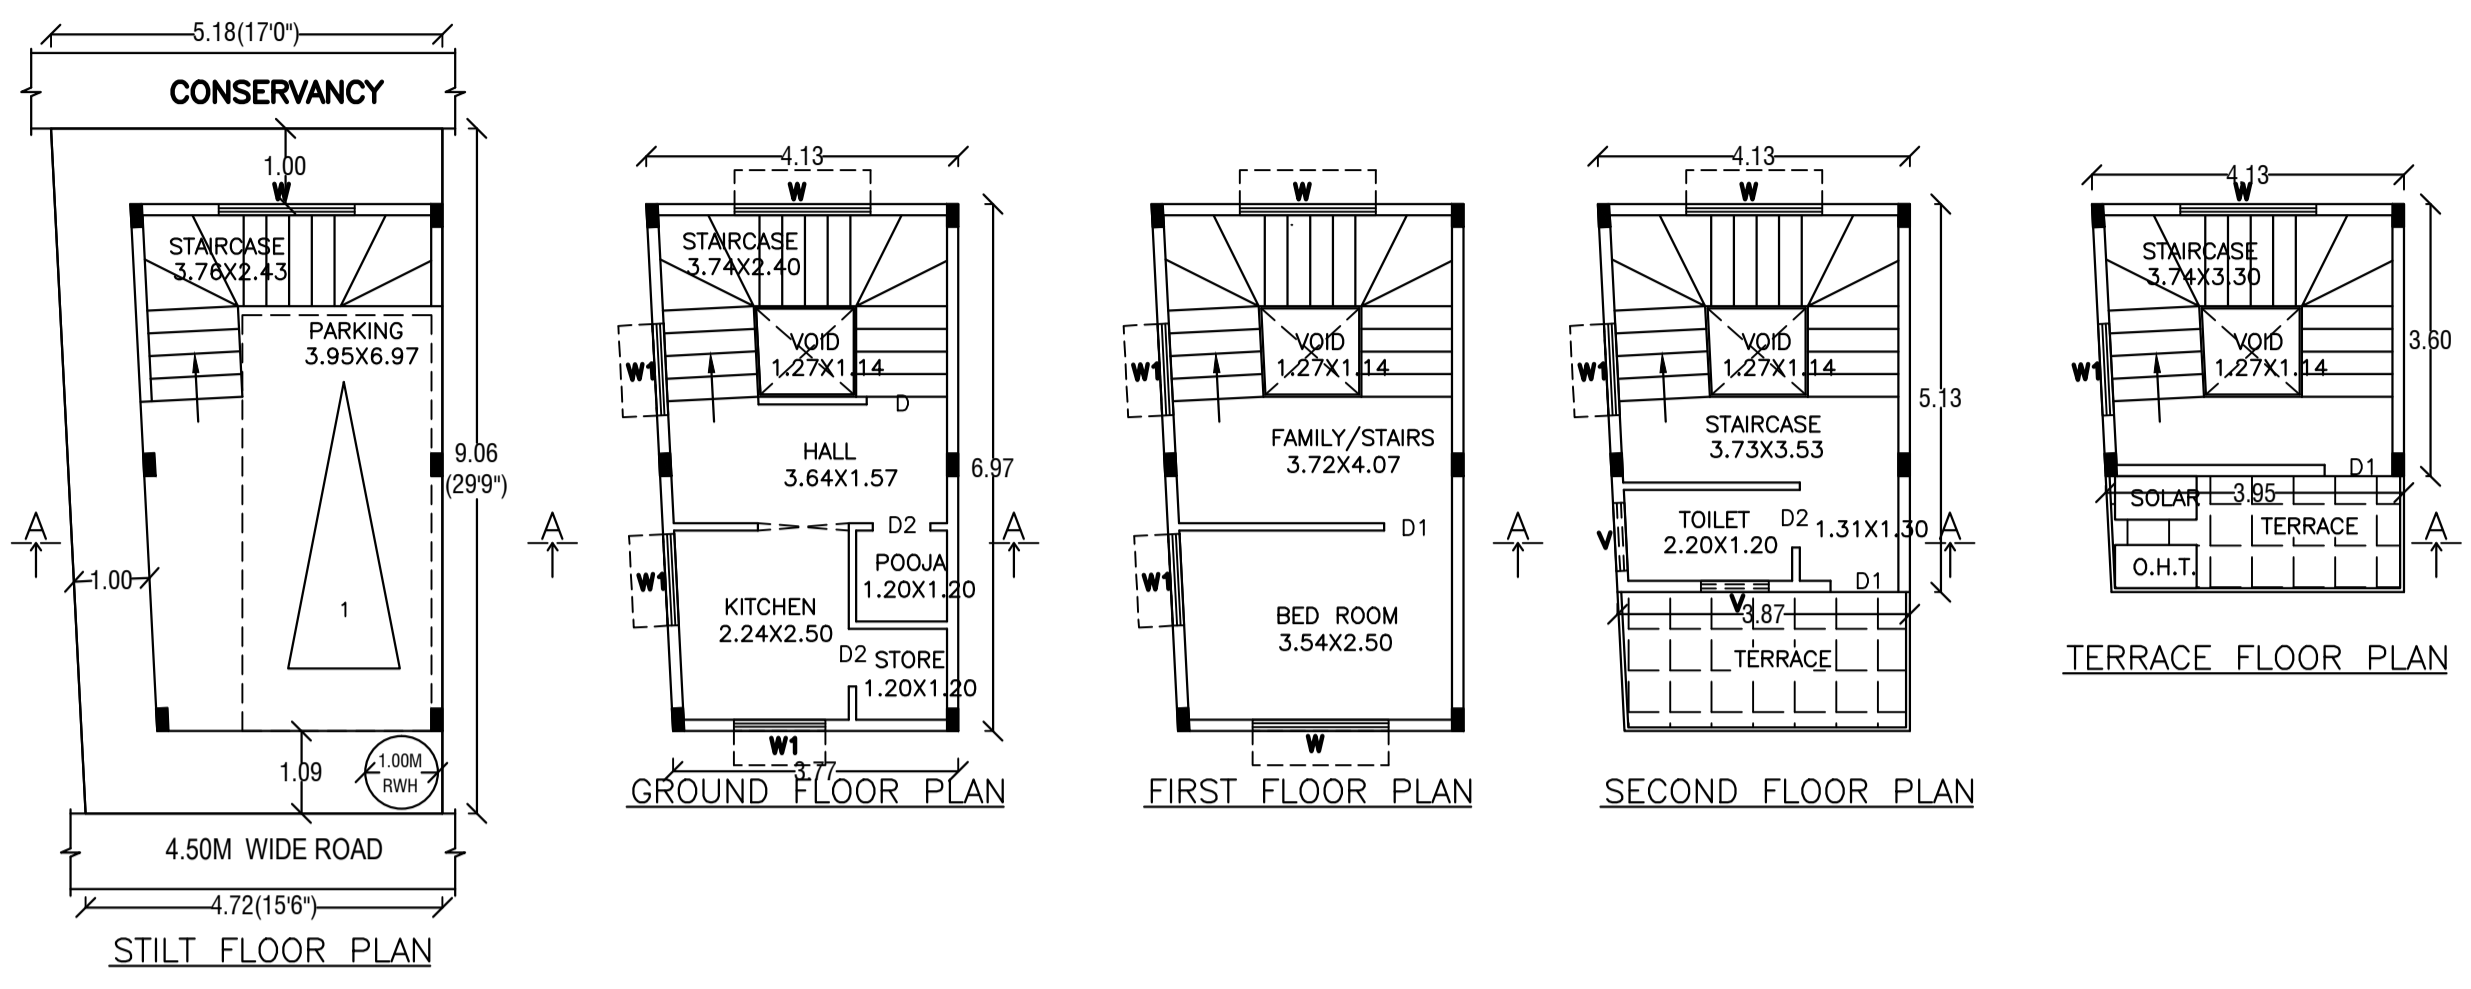 5.18(17'0")
CONSERVANCY
1.00
W
STAIRCASE
3.76X2.43
PARKING
3.95X6.97
9.06
(29'9")
A
A
1.00
1
1.09
1.00M
RWH
4.50M WIDE ROAD
4.72(15'6")
STILT FLOOR PLAN
4.13
W
STAIRCASE
3.74X2.40
VOID
1.27X1.14
W1
D
HALL
3.64X1.57
6.97
D2
A
POOJA
1.20X1.20
W1
KITCHEN
2.24X2.50
D2
STORE
1.20X1.20
W1
3.77
GROUND FLOOR PLAN
W
VOID
1.27X1.14
W1
FAMILY/STAIRS
3.72X4.07
D1
A
W1
BED ROOM
3.54X2.50
W
FIRST FLOOR PLAN
4.13
W
VOID
1.27X1.14
W1
5.13
STAIRCASE
3.73X3.53
TOILET
2.20X1.20
D2
1.31X1.30
A
V
D1
V
3.87
TERRACE
SECOND FLOOR PLAN
4.13
W
STAIRCASE
3.74X3.30
VOID
1.27X1.14
3.60
W1
D1
SOLAR
3.95
TERRACE
A
O.H.T.
TERRACE FLOOR PLAN